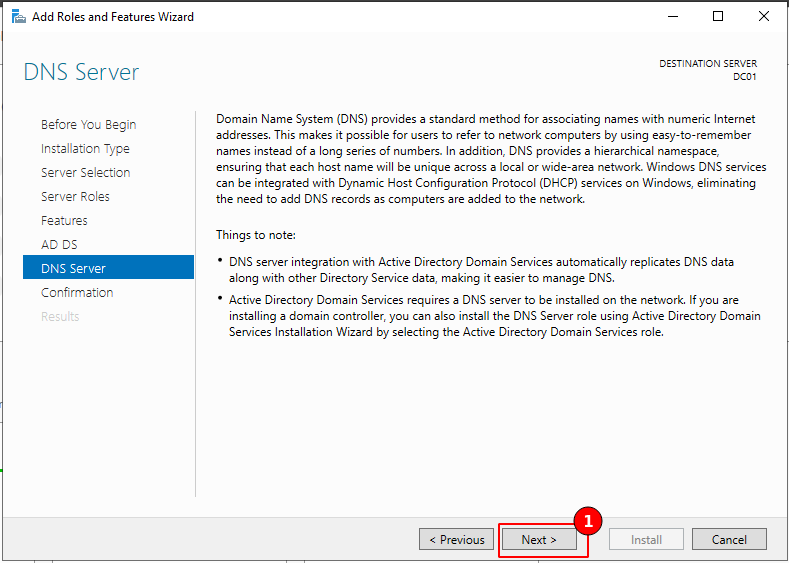 Add Roles and Features Wizard
DNS Server
DESTINATION SERVER
DC01
Before You Begin
Installation Type
Server Selection
Server Roles
Features
AD DS
DNS Server
Confirmation
Results
Domain Name System (DNS) provides a standard method for associating names with numeric Internet
addresses. This makes it possible for users to refer to network computers by using easy-to-remember
names instead of a long series of numbers. In addition, DNS provides a hierarchical namespace,
ensuring that each host name will be unique across a local or wide-area network. Windows DNS services
can be integrated with Dynamic Host Configuration Protocol (DHCP) services on Windows, eliminating
the need to add DNS records as computers are added to the network.
Things to note:
• DNS server integration with Active Directory Domain Services automatically replicates DNS data
along with other Directory Service data, making it easier to manage DNS.
• Active Directory Domain Services requires a DNS server to be installed on the network. If you are
installing a domain controller, you can also install the DNS Server role using Active Directory Domain
Services Installation Wizard by selecting the Active Directory Domain Services role.
1
< Previous
Next >
Install
Cancel